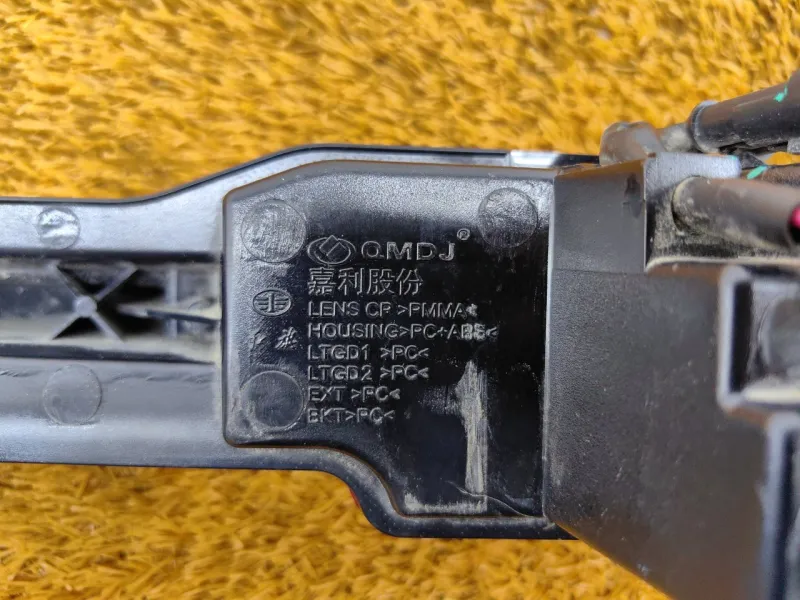 QMDJ®
嘉利股份
LENS CP >PMMA<
HOUSING>PC+ABS<
LTGD1 >PC<
LTGD2 >PC<
EXT >PC<
BKT>PC<